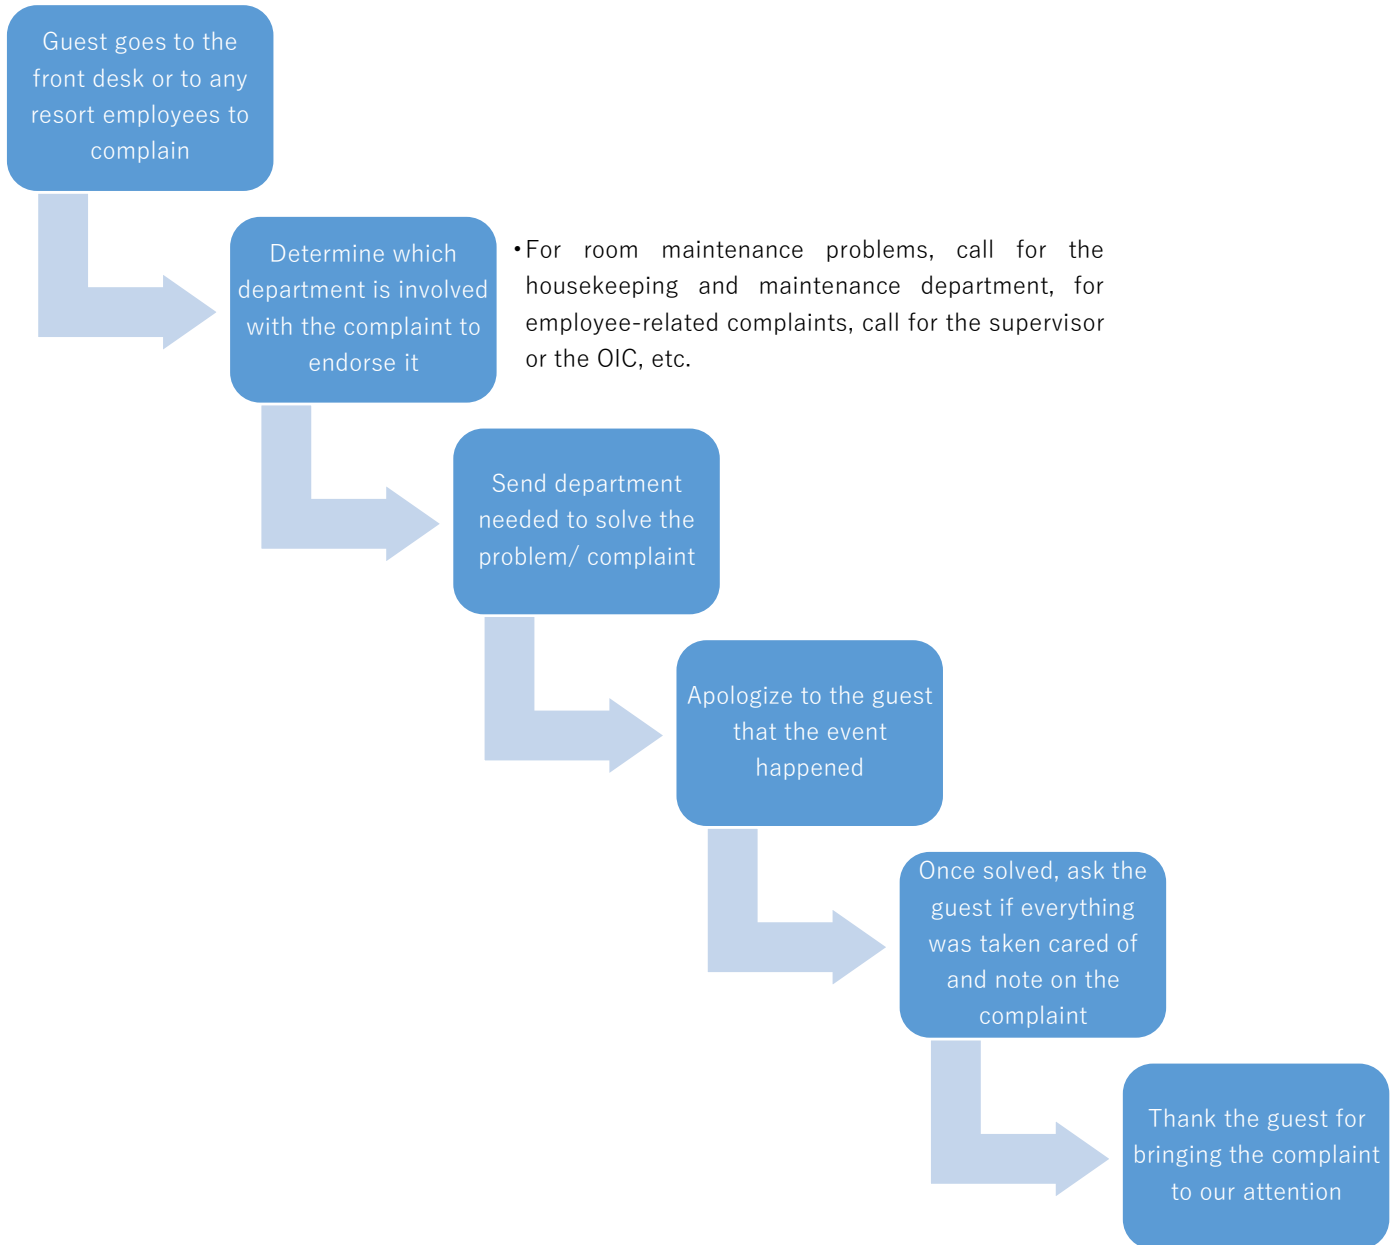 Guest goes to the
front desk or to any
resort employees to
complain
Determine which
department is involved
with the complaint to
endorse it
•For room maintenance problems, call for the
housekeeping and maintenance department, for
employee-related complaints, call for the supervisor
or the OIC, etc.
Send department
needed to solve the
problem/ complaint
Apologize to the guest
that the event
happened
Once solved, ask the
guest if everything
was taken cared of
and note on the
complaint
Thank the guest for
bringing the complaint
to our attention